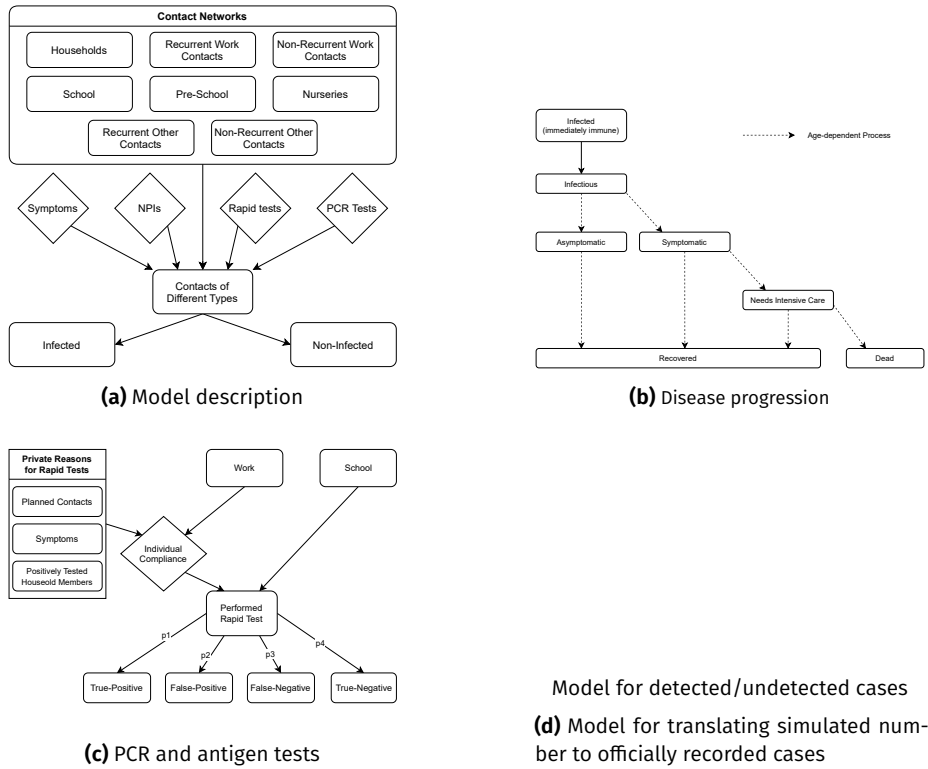 Contact Networks
Households
Recurrent Work
Contacts
Non-Recurrent Work
Contacts
School
Pre-School
Nurseries
Recurrent Other
Contacts
Non-Recurrent Other
Contacts
Symptoms
NPIs
Rapid tests
PCR Tests
Contacts of
Different Types
Infected
Non-Infected
(a) Model description
Infected
(immediately immune)
Age-dependent Process
Infectious
Asymptomatic
Symptomatic
Needs Intensive Care
Recovered
Dead
(b) Disease progression
Private Reasons
for Rapid Tests
Planned Contacts
Symptoms
Positively Tested
Houseold Members
Work
School
Individual
Compliance
Performed
Rapid Test
p1
p2
p3
p4
True-Positive
False-Positive
False-Negative
True-Negative
(c) PCR and antigen tests
Model for detected/undetected cases
(d) Model for translating simulated num-
ber to officially recorded cases